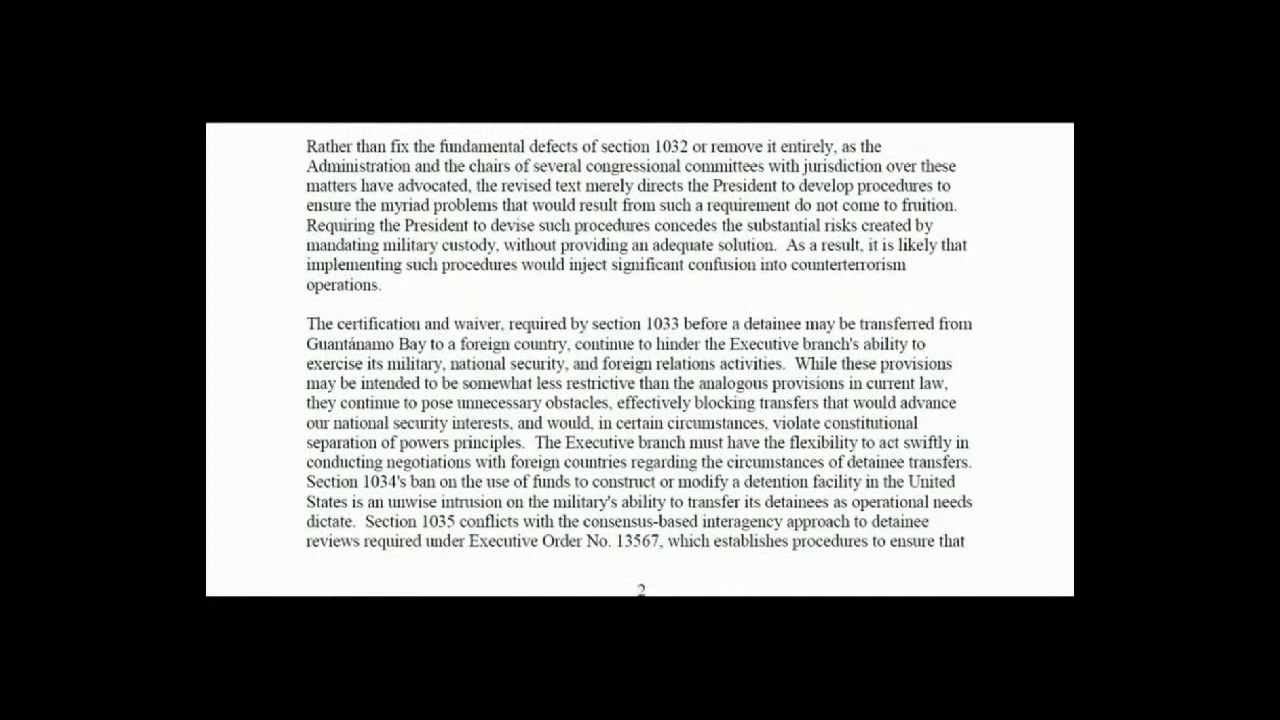 Rather than fix the fundamental defects of section 1032 or remove it entirely, as the
Administration and the chairs of several congressional committees with jurisdiction over these
matters have advocated, the revised text merely directs the President to develop procedures to
ensure the myriad problems that would result from such a requirement do not come to fruition.
Requiring the President to devise such procedures concedes the substantial risks created by
mandating military custody, without providing an adequate solution.  As a result, it is likely that
implementing such procedures would inject significant confusion into counterterrorism
operations.
The certification and waiver, required by section 1033 before a detainee may be transferred from
Guantánamo Bay to a foreign country, continue to hinder the Executive branch's ability to
exercise its military, national security, and foreign relations activities.  While these provisions
may be intended to be somewhat less restrictive than the analogous provisions in current law,
they continue to pose unnecessary obstacles, effectively blocking transfers that would advance
our national security interests, and would, in certain circumstances, violate constitutional
separation of powers principles.  The Executive branch must have the flexibility to act swiftly in
conducting negotiations with foreign countries regarding the circumstances of detainee transfers.
Section 1034's ban on the use of funds to construct or modify a detention facility in the United
States is an unwise intrusion on the military's ability to transfer its detainees as operational needs
dictate.  Section 1035 conflicts with the consensus-based interagency approach to detainee
reviews required under Executive Order No. 13567, which establishes procedures to ensure that
2